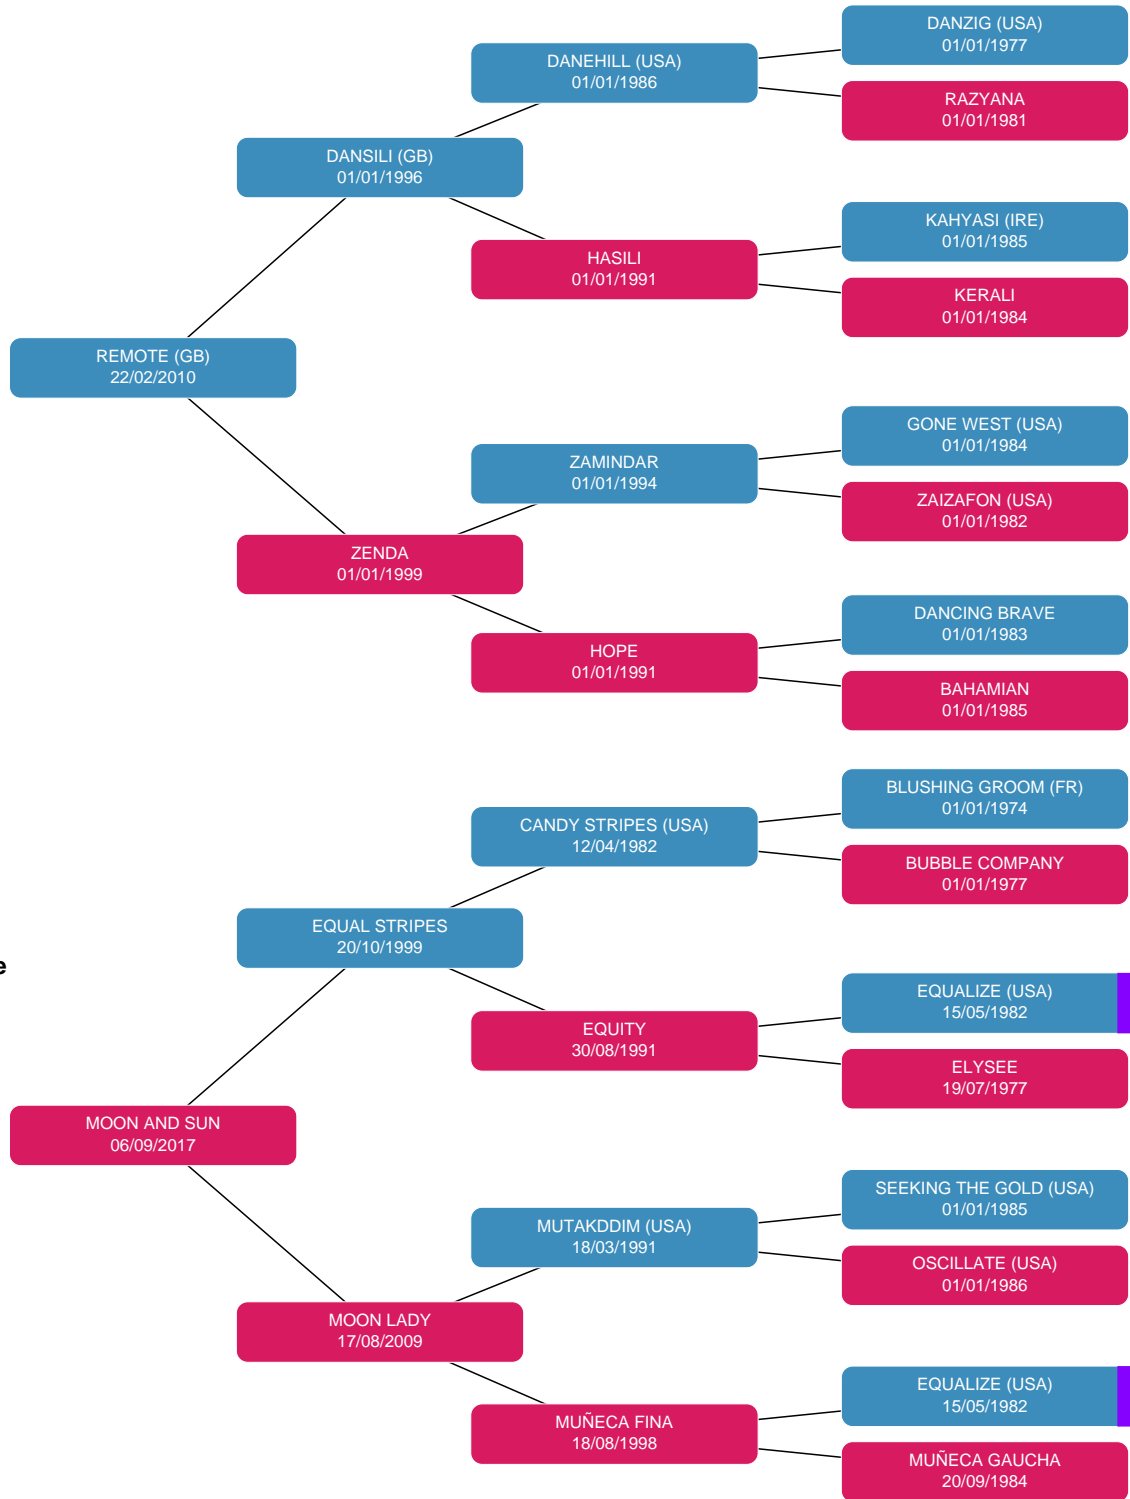 DANZIG (USA)
01/01/1977
DANEHILL (USA)
01/01/1986
RAZYANA
01/01/1981
DANSILI (GB)
01/01/1996
KAHYASI (IRE)
01/01/1985
HASILI
01/01/1991
KERALI
01/01/1984
REMOTE (GB)
22/02/2010
GONE WEST (USA)
01/01/1984
ZAMINDAR
01/01/1994
ZAIZAFON (USA)
01/01/1982
ZENDA
01/01/1999
DANCING BRAVE
01/01/1983
HOPE
01/01/1991
BAHAMIAN
01/01/1985
BLUSHING GROOM (FR)
01/01/1974
CANDY STRIPES (USA)
12/04/1982
BUBBLE COMPANY
01/01/1977
EQUAL STRIPES
20/10/1999
e
EQUALIZE (USA)
15/05/1982
EQUITY
30/08/1991
ELYSEE
19/07/1977
MOON AND SUN
06/09/2017
SEEKING THE GOLD (USA)
01/01/1985
MUTAKDDIM (USA)
18/03/1991
OSCILLATE (USA)
01/01/1986
MOON LADY
17/08/2009
EQUALIZE (USA)
15/05/1982
MUÑECA FINA
18/08/1998
MUÑECA GAUCHA
20/09/1984